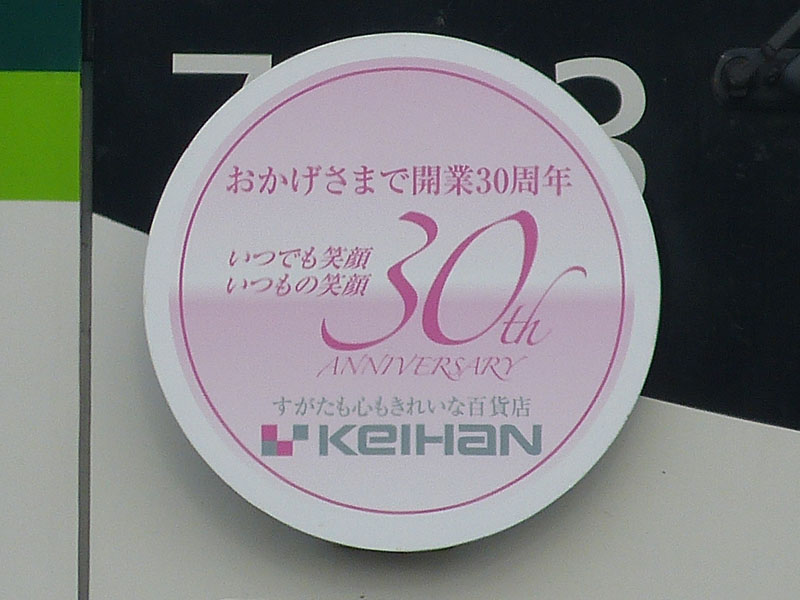 7 3
おかげさまで開業30周年
いつでも笑顔
いつもの笑顔
30th
ANNIVERSARY
すがたも心もきれいな百貨店
KEIHAN